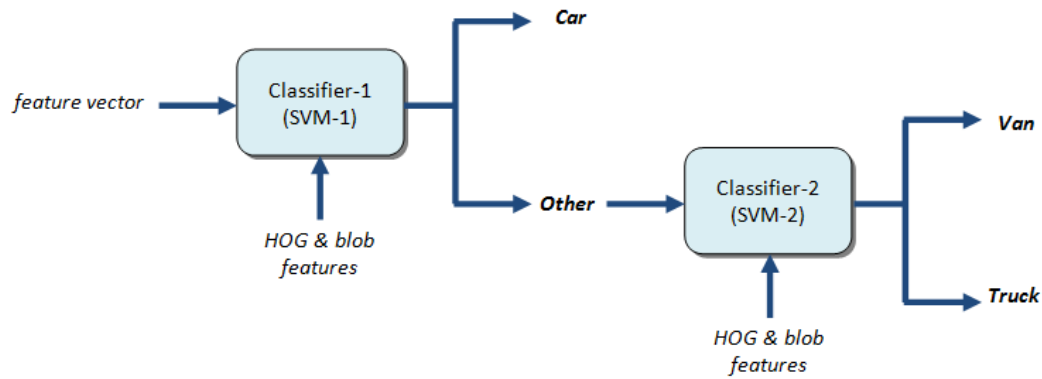 Car
Classifier-1
(SVM-1)
feature vector
HOG & blob
features
Other
Classifier-2
(SVM-2)
Van
Truck
HOG & blob
features